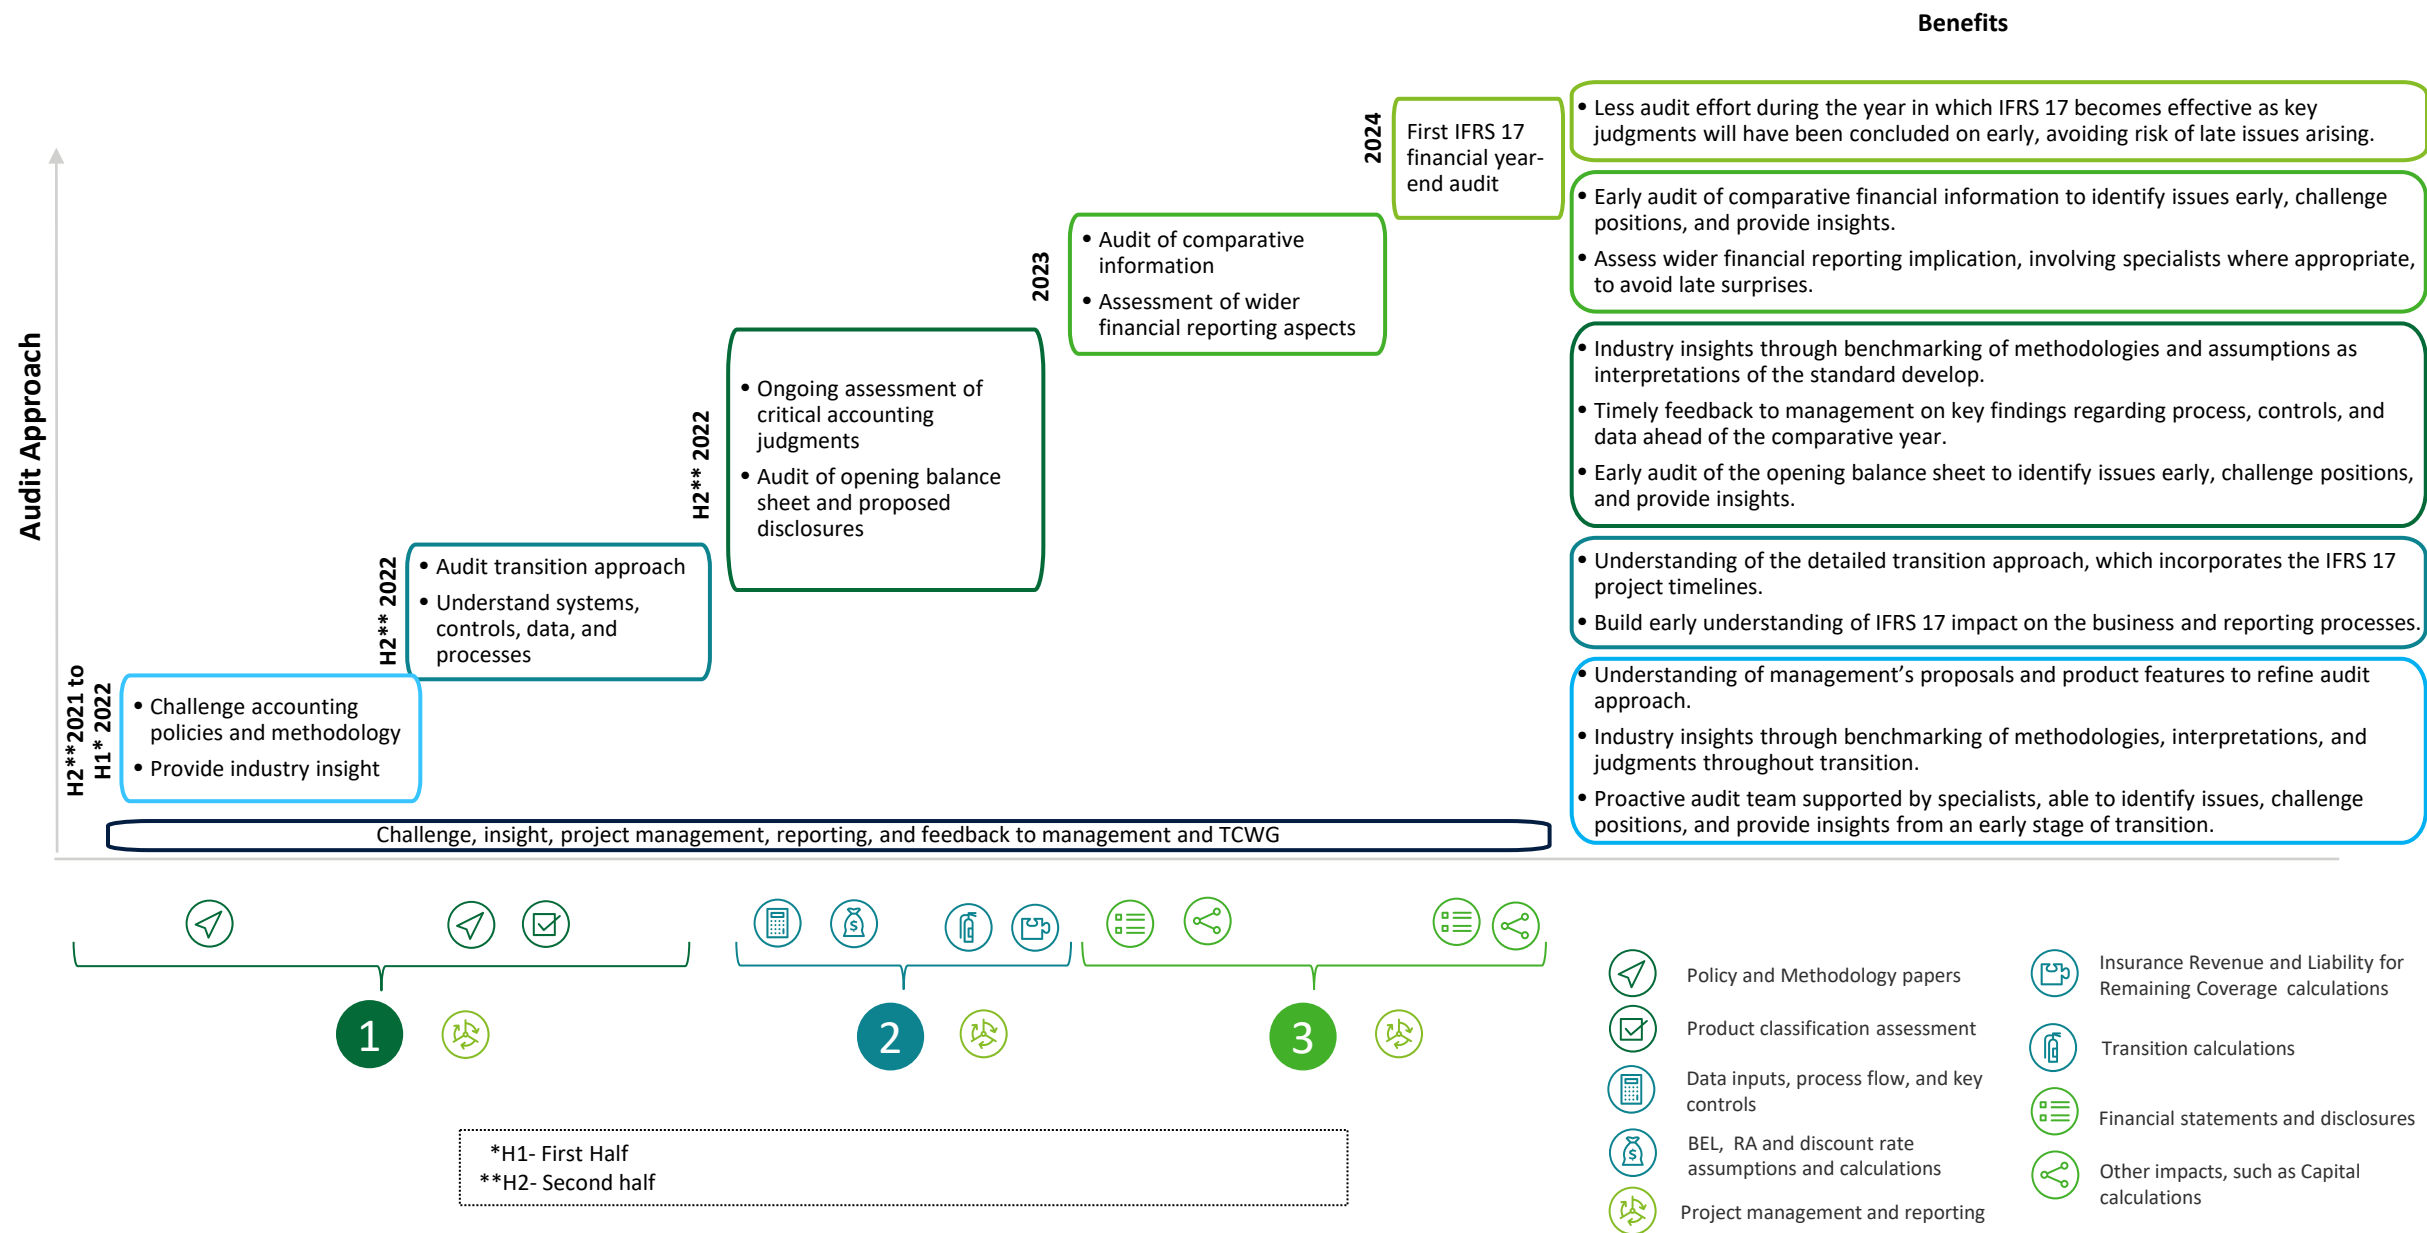 Benefits
Audit Approach
2024
First IFRS 17
financial year-
end audit
• Less audit effort during the year in which IFRS 17 becomes effective as key
judgments will have been concluded on early, avoiding risk of late issues arising.
2023
• Audit of comparative
information
• Assessment of wider
financial reporting aspects
• Early audit of comparative financial information to identify issues early, challenge
positions, and provide insights.
• Assess wider financial reporting implication, involving specialists where appropriate,
to avoid late surprises.
H2** 2022
• Ongoing assessment of
critical accounting
judgments
• Audit of opening balance
sheet and proposed
disclosures
• Industry insights through benchmarking of methodologies and assumptions as
interpretations of the standard develop.
• Timely feedback to management on key findings regarding process, controls, and
data ahead of the comparative year.
• Early audit of the opening balance sheet to identify issues early, challenge positions,
and provide insights.
H2** 2022
• Audit transition approach
• Understand systems,
controls, data, and
processes
• Understanding of the detailed transition approach, which incorporates the IFRS 17
project timelines.
• Build early understanding of IFRS 17 impact on the business and reporting processes.
H2**2021 to
H1* 2022
• Challenge accounting
policies and methodology
• Provide industry insight
• Understanding of management’s proposals and product features to refine audit
approach.
• Industry insights through benchmarking of methodologies, interpretations, and
judgments throughout transition.
• Proactive audit team supported by specialists, able to identify issues, challenge
positions, and provide insights from an early stage of transition.
Challenge, insight, project management, reporting, and feedback to management and TCWG
1
2
3
Policy and Methodology papers
Product classification assessment
Data inputs, process flow, and key
controls
BEL, RA and discount rate
assumptions and calculations
Project management and reporting
Insurance Revenue and Liability for
Remaining Coverage calculations
Transition calculations
Financial statements and disclosures
Other impacts, such as Capital
calculations
*H1- First Half
**H2- Second half